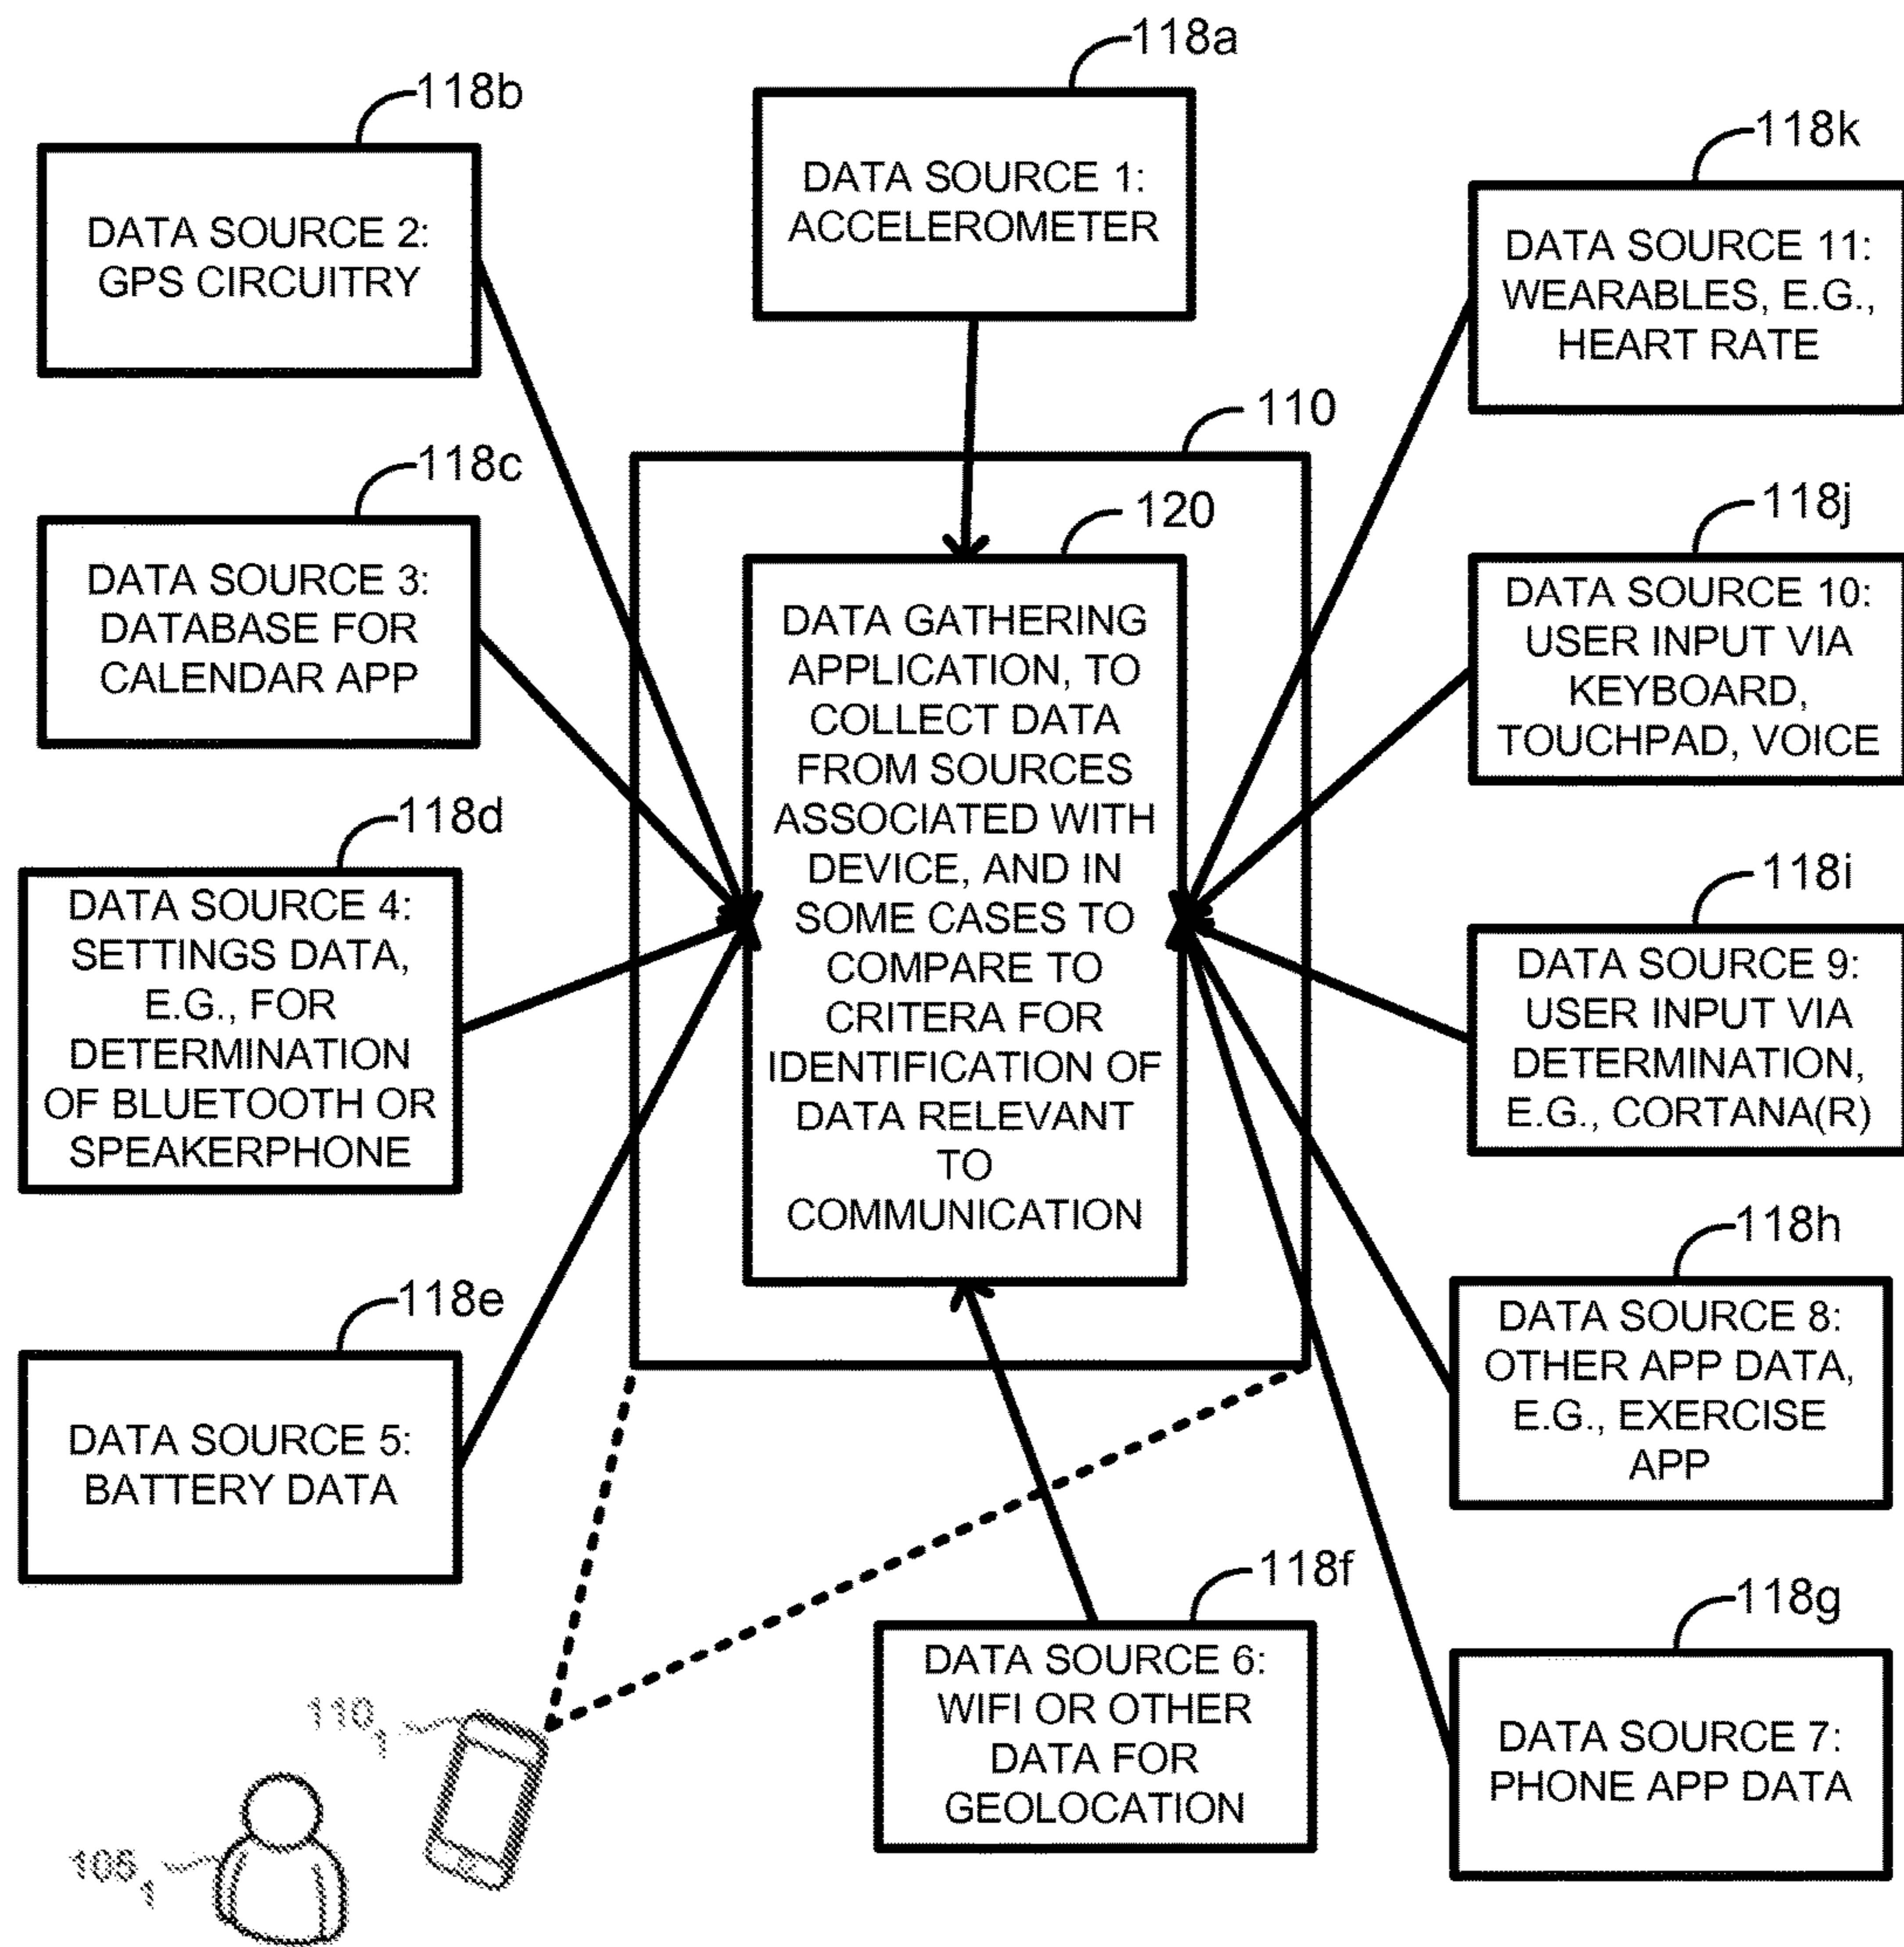 118a
DATA SOURCE 1:
ACCELEROMETER
118b
DATA SOURCE 2:
GPS CIRCUITRY
118c
DATA SOURCE 3:
DATABASE FOR
CALENDAR APP
118d
DATA SOURCE 4:
SETTINGS DATA,
E.G., FOR
DETERMINATION
OF BLUETOOTH OR
SPEAKERPHONE
118e
DATA SOURCE 5:
BATTERY DATA
110
120
DATA GATHERING
APPLICATION, TO
COLLECT DATA
FROM SOURCES
ASSOCIATED WITH
DEVICE, AND IN
SOME CASES TO
COMPARE TO
CRITERA FOR
IDENTIFICATION OF
DATA RELEVANT
TO
COMMUNICATION
118k
DATA SOURCE 11:
WEARABLES, E.G.,
HEART RATE
118j
DATA SOURCE 10:
USER INPUT VIA
KEYBOARD,
TOUCHPAD, VOICE
118i
DATA SOURCE 9:
USER INPUT VIA
DETERMINATION,
E.G., CORTANA(R)
118h
DATA SOURCE 8:
OTHER APP DATA,
E.G., EXERCISE
APP
118g
DATA SOURCE 7:
PHONE APP DATA
118f
DATA SOURCE 6:
WIFI OR OTHER
DATA FOR
GEOLOCATION
110₁
105₁